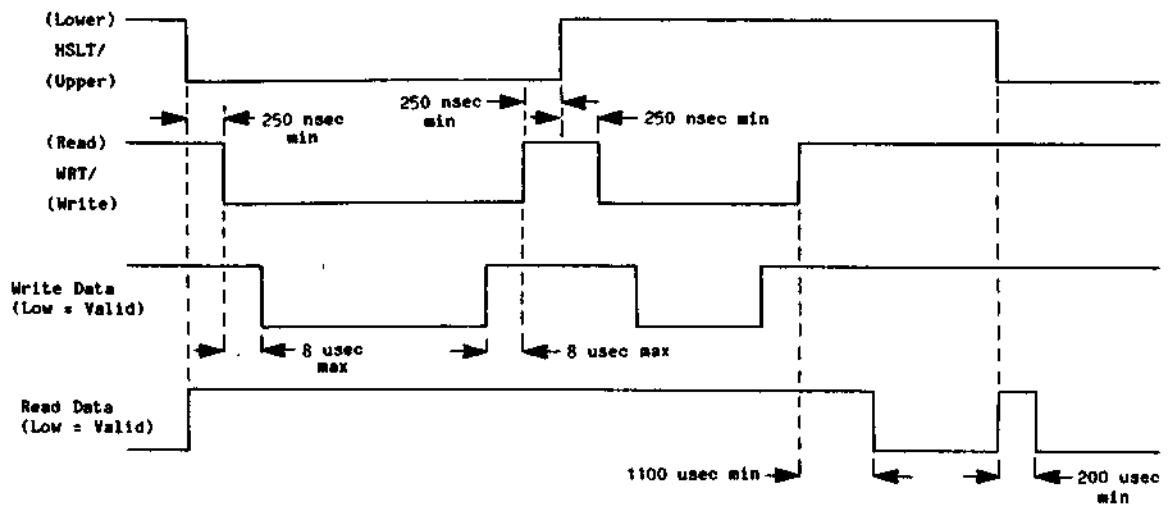 (Lower)
HSLT/
(Upper)
250 nsec
min
250 nsec
min
250 nsec min
(Read)
WRT/
(Write)
Write Data
(Low = Valid)
8 usec
max
8 usec max
Read Data
(Low = Valid)
1100 usec min
200 usec
min